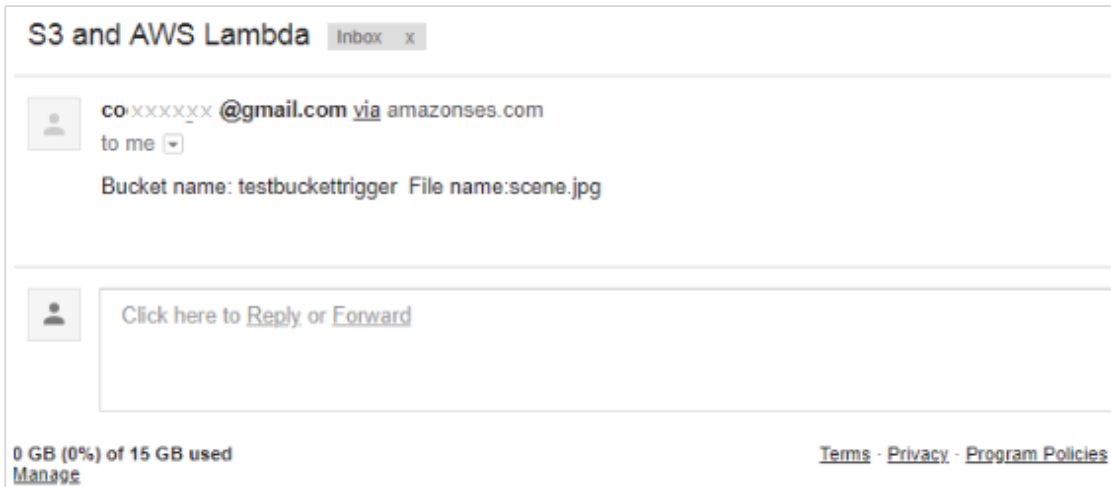 S3 and AWS Lambda Inbox x
coxxxxxx @gmail.com via amazonses.com
to me
Bucket name: testbuckettrigger File name:scene.jpg
Click here to Reply or Forward
0 GB (0%) of 15 GB used
Terms - Privacy - Program Policies
Manage